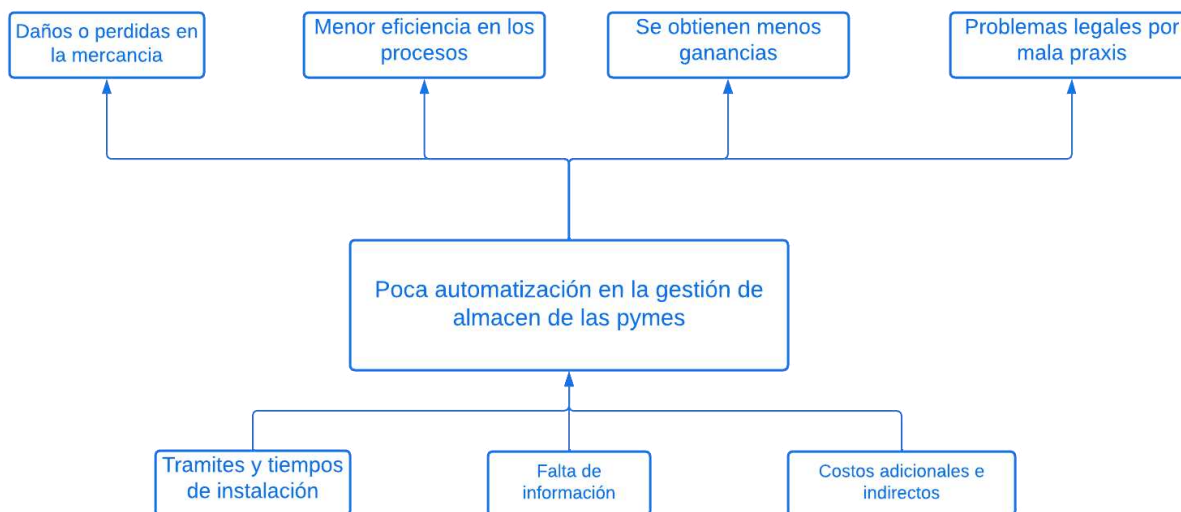 Daños o perdidas en
la mercancia
Menor eficiencia en los
procesos
Se obtienen menos
ganancias
Problemas legales por
mala praxis
Poca automatización en la gestión de
almacen de las pymes
Tramites y tiempos
de instalación
Falta de
información
Costos adicionales e
indirectos